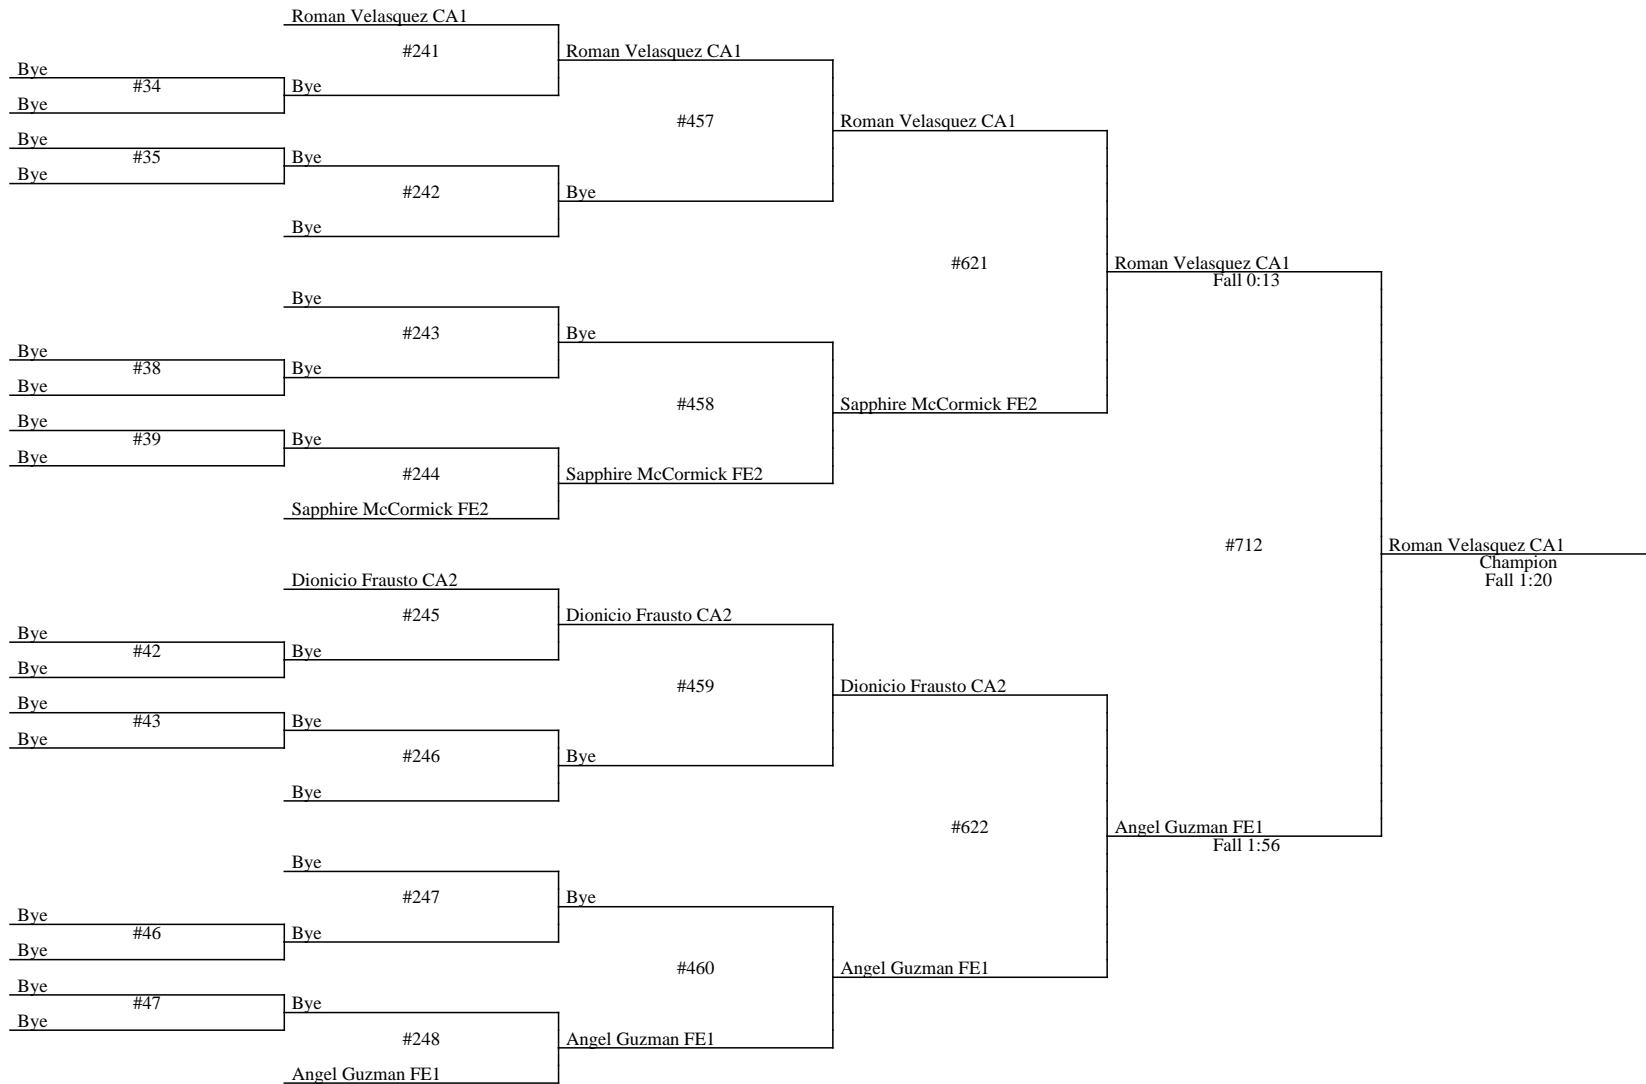 Roman Velasquez CA1
#241
Roman Velasquez CA1
Bye
#34
Bye
Bye
#457
Roman Velasquez CA1
Bye
#35
Bye
Bye
#242
Bye
Bye
#621
Roman Velasquez CA1
Fall 0:13
Bye
#243
Bye
Bye
#38
Bye
Bye
#458
Sapphire McCormick FE2
Bye
#39
Bye
Bye
#244
Sapphire McCormick FE2
Sapphire McCormick FE2
#712
Roman Velasquez CA1
Champion
Fall 1:20
Dionicio Frausto CA2
#245
Dionicio Frausto CA2
Bye
#42
Bye
Bye
#459
Dionicio Frausto CA2
Bye
#43
Bye
Bye
#246
Bye
Bye
#622
Angel Guzman FE1
Fall 1:56
Bye
#247
Bye
Bye
#46
Bye
Bye
#460
Angel Guzman FE1
Bye
#47
Bye
Bye
#248
Angel Guzman FE1
Angel Guzman FE1